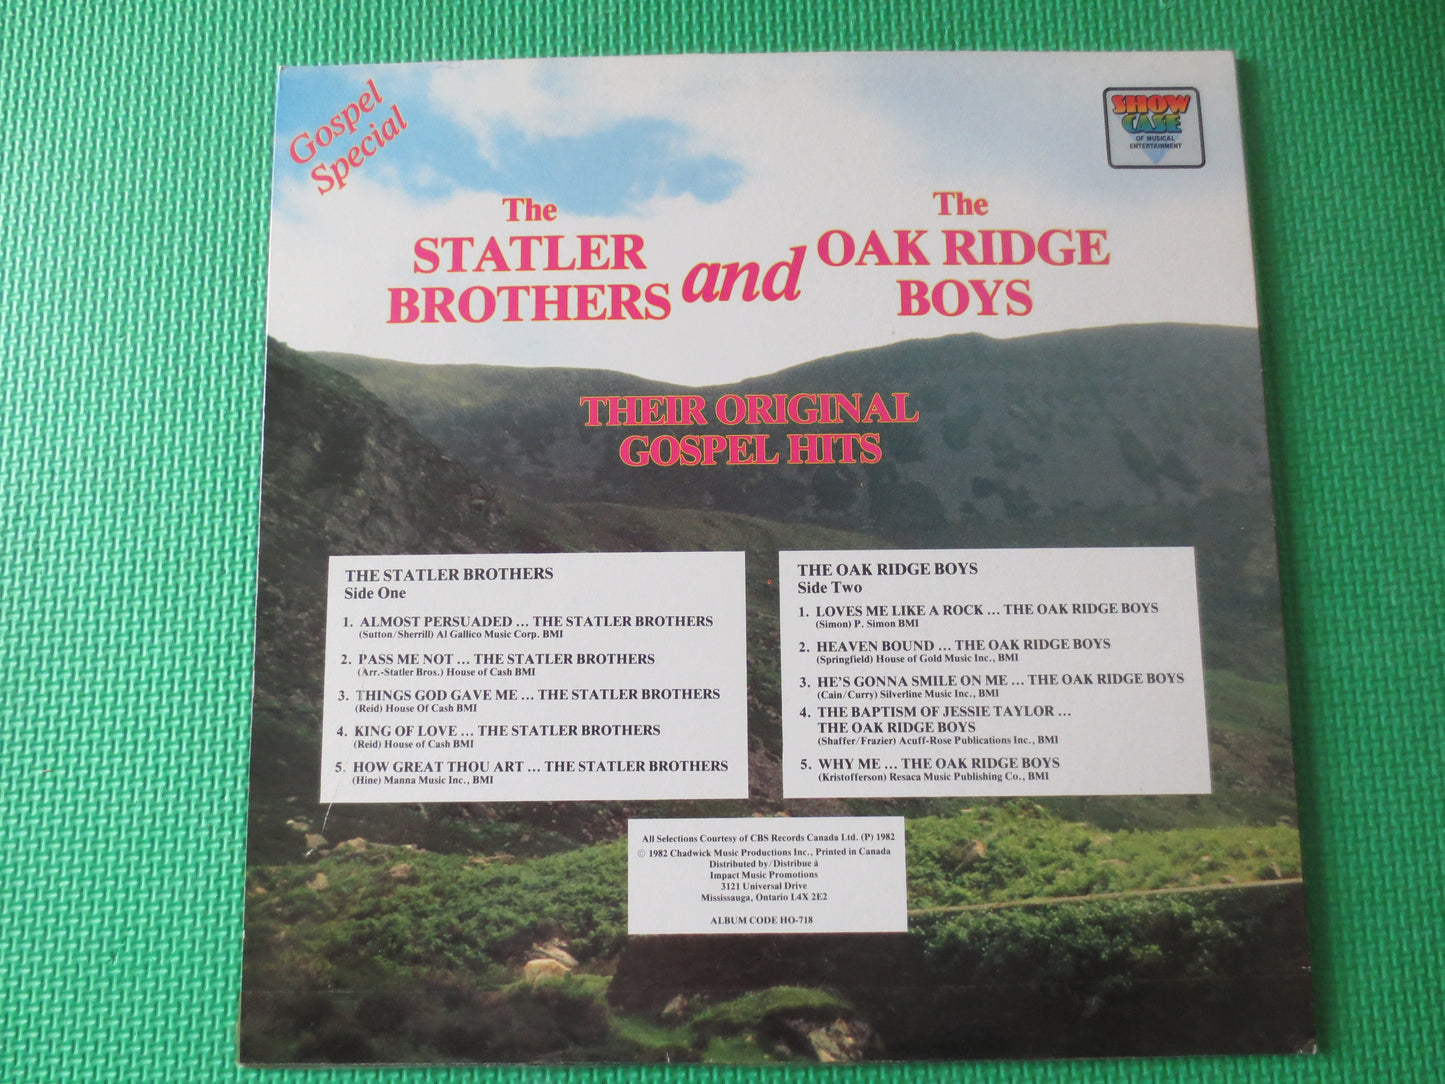 Gospel
Special
SHOW
CASE
OF MUSICAL
ENTERTAINMENT
The
STATLER
BROTHERS
and
The
OAK RIDGE
BOYS
THEIR ORIGINAL
GOSPEL HITS
THE STATLER BROTHERS
Side One
1. ALMOST PERSUADED ... THE STATLER BROTHERS
(Sutton/Sherrill) Al Gallico Music Corp. BMI
2. PASS ME NOT ... THE STATLER BROTHERS
(Arr.-Statler Bros.) House of Cash BMI
3. THINGS GOD GAVE ME ... THE STATLER BROTHERS
(Reid) House Of Cash BMI
4. KING OF LOVE ... THE STATLER BROTHERS
(Reid) House of Cash BMI
5. HOW GREAT THOU ART ... THE STATLER BROTHERS
(Hine) Manna Music Inc., BMI
THE OAK RIDGE BOYS
Side Two
1. LOVES ME LIKE A ROCK ... THE OAK RIDGE BOYS
(Simon) P. Simon BMI
2. HEAVEN BOUND ... THE OAK RIDGE BOYS
(Springfield) House of Gold Music Inc., BMI
3. HE'S GONNA SMILE ON ME ... THE OAK RIDGE BOYS
(Cain/Curry) Silverline Music Inc., BMI
4. THE BAPTISM OF JESSIE TAYLOR ...
THE OAK RIDGE BOYS
(Shaffer/Frazier) Acuff-Rose Publications Inc., BMI
5. WHY ME ... THE OAK RIDGE BOYS
(Kristofferson) Resaca Music Publishing Co., BMI
All Selections Courtesy of CBS Records Canada Ltd. (P) 1982
© 1982 Chadwick Music Productions Inc., Printed in Canada
Distributed by/Distribue à
Impact Music Promotions
3121 Universal Drive
Mississauga, Ontario L4X 2E2
ALBUM CODE HO-718